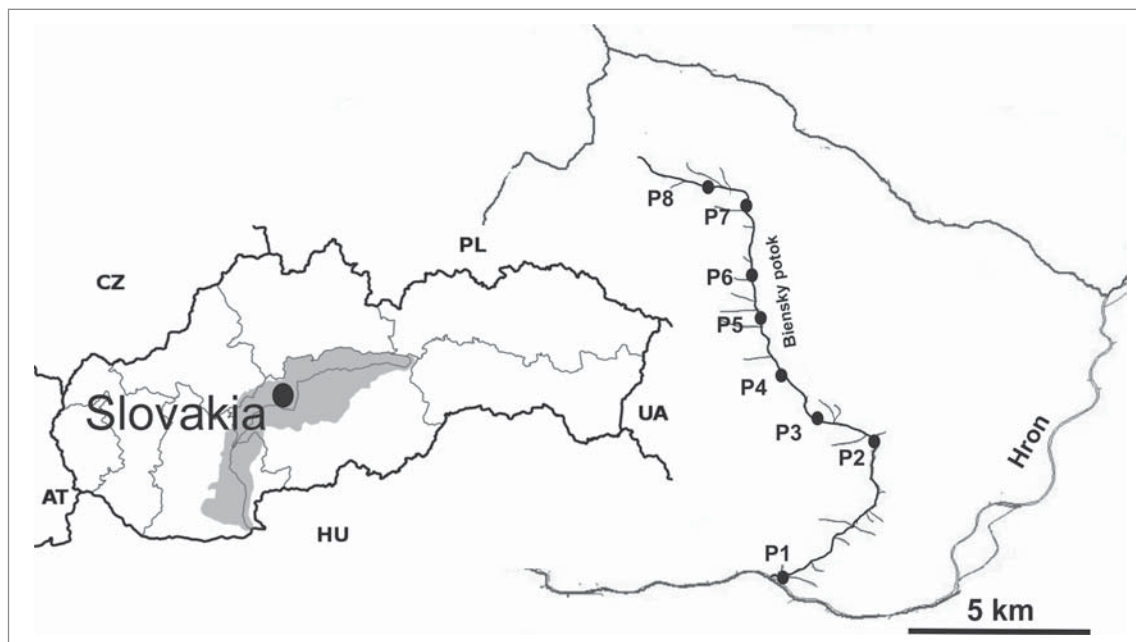 PL
CZ
Slovakia
UA
AT
HU
P8
P7
P6
P5
Biensky potok
P4
P3
P2
Hron
P1
5 km